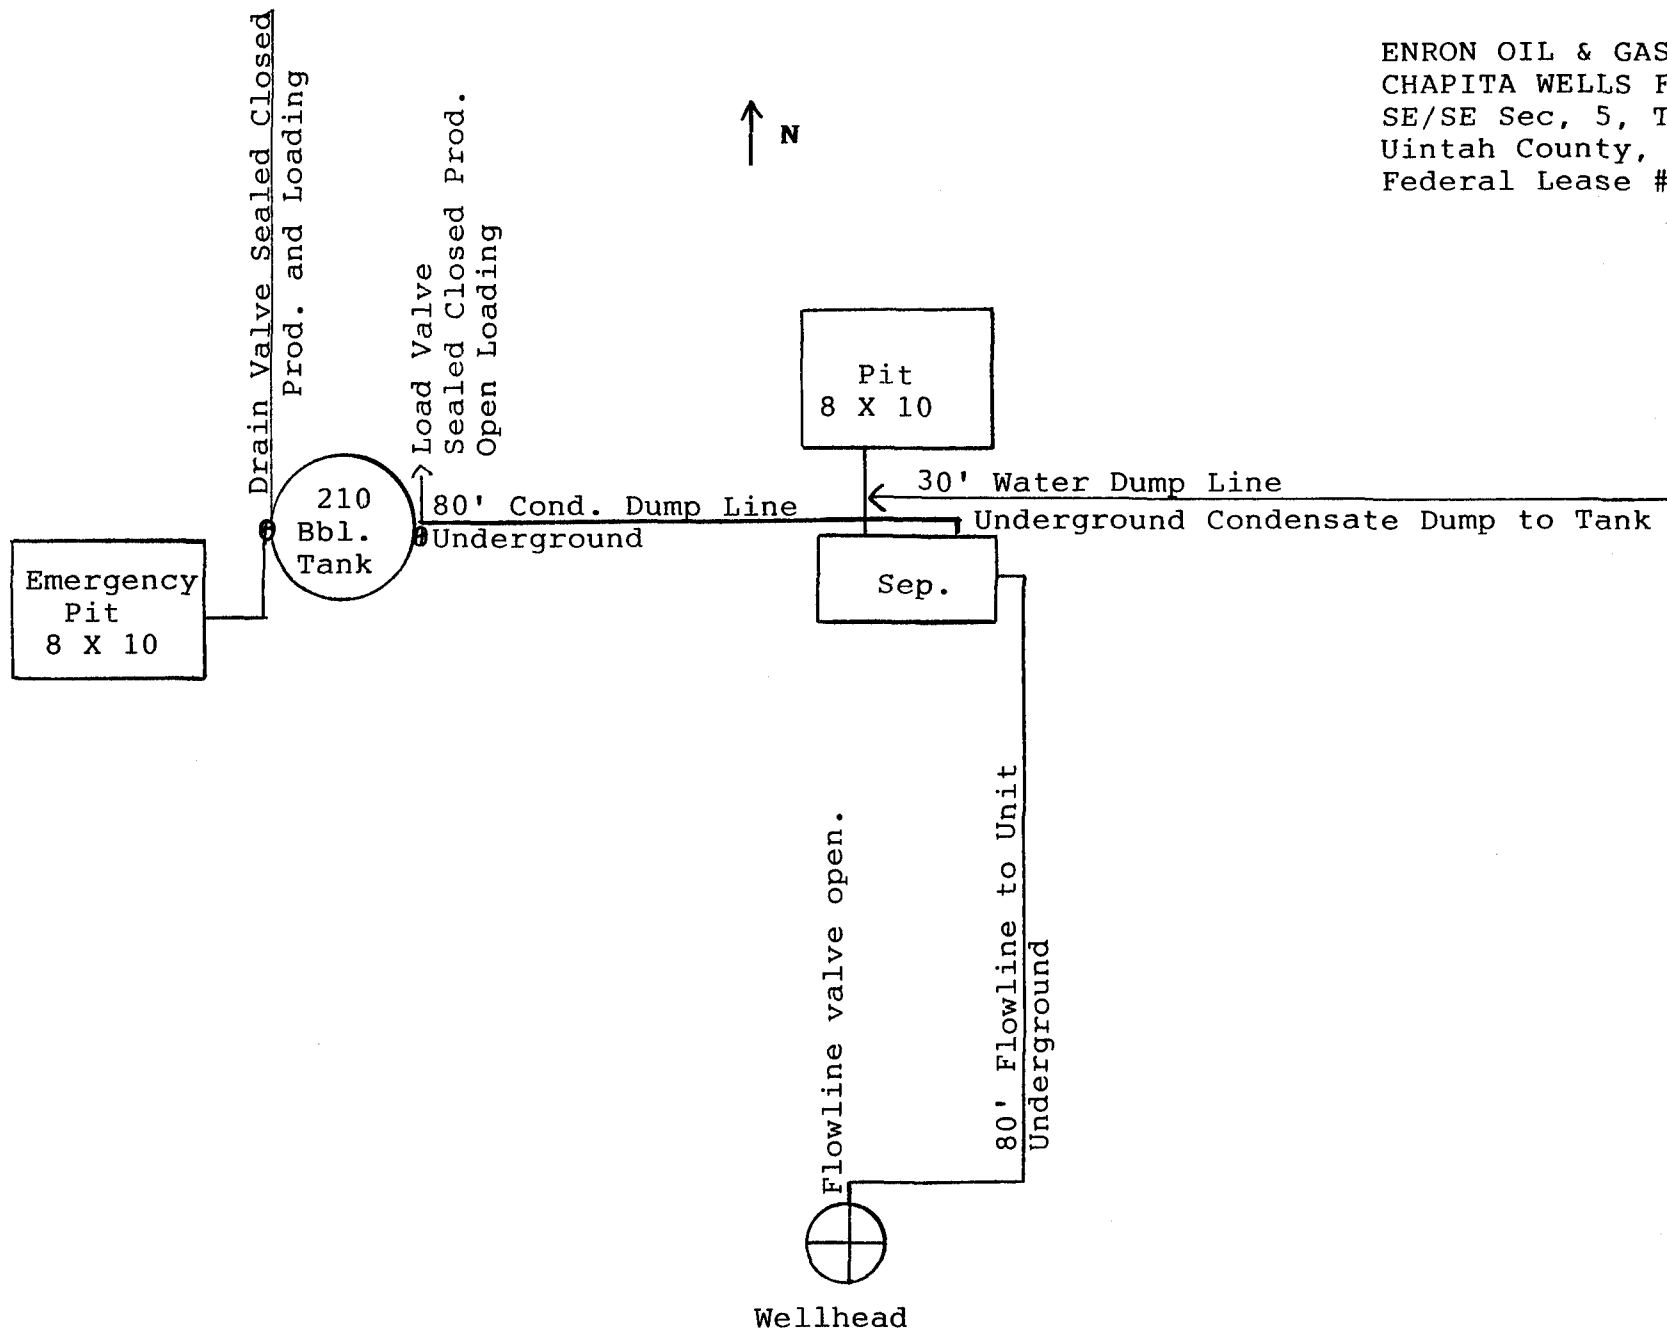 ENRON OIL & GAS
CHAPITA WELLS F
SE/SE Sec, 5, T
Uintah County,
Federal Lease #
N
Drain Valve Sealed Closed
Prod. and Loading
Load Valve
Sealed Closed Prod.
Open Loading
Pit
8 X 10
30' Water Dump Line
80' Cond. Dump Line
Underground
Underground Condensate Dump to Tank
210
Bbl.
Tank
Emergency
Pit
8 X 10
Sep.
Flowline valve open.
80' Flowline to Unit
Underground
Wellhead